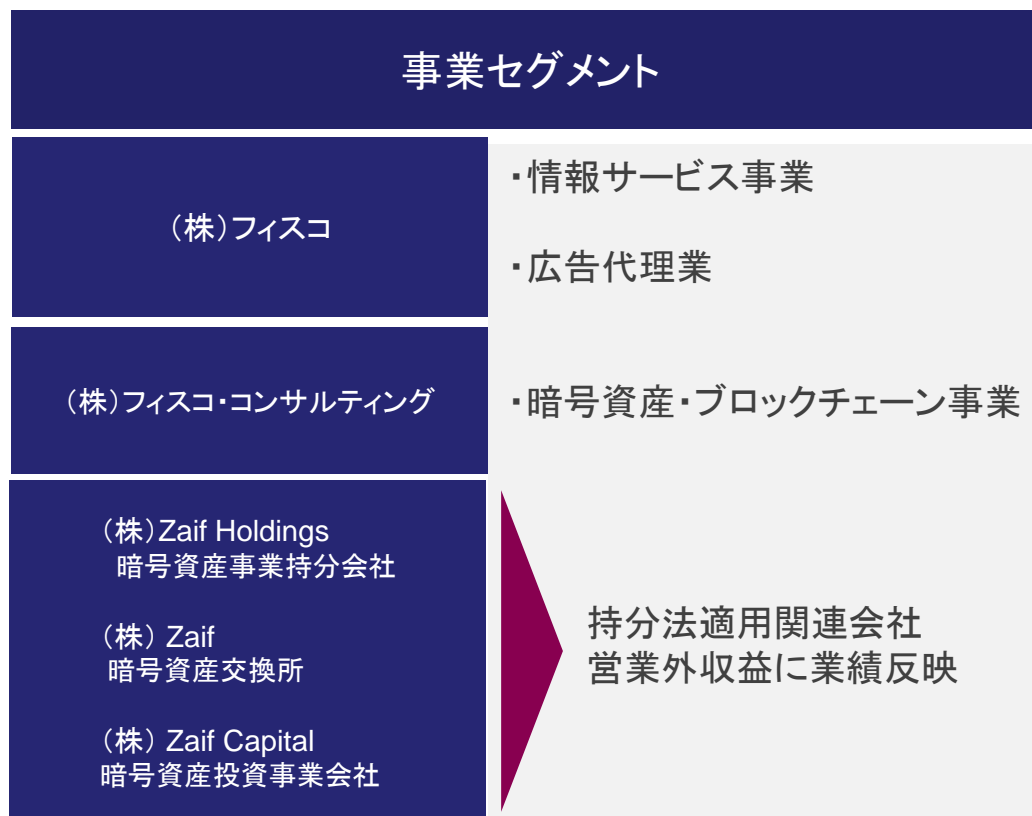 事業セグメント
（株）フィスコ
・情報サービス事業
・広告代理業
（株）フィスコ・コンサルティング
・暗号資産・ブロックチェーン事業
（株）Zaif Holdings
暗号資産事業持分会社
（株） Zaif
暗号資産交換所
（株） Zaif Capital
暗号資産投資事業会社
持分法適用関連会社
営業外収益に業績反映